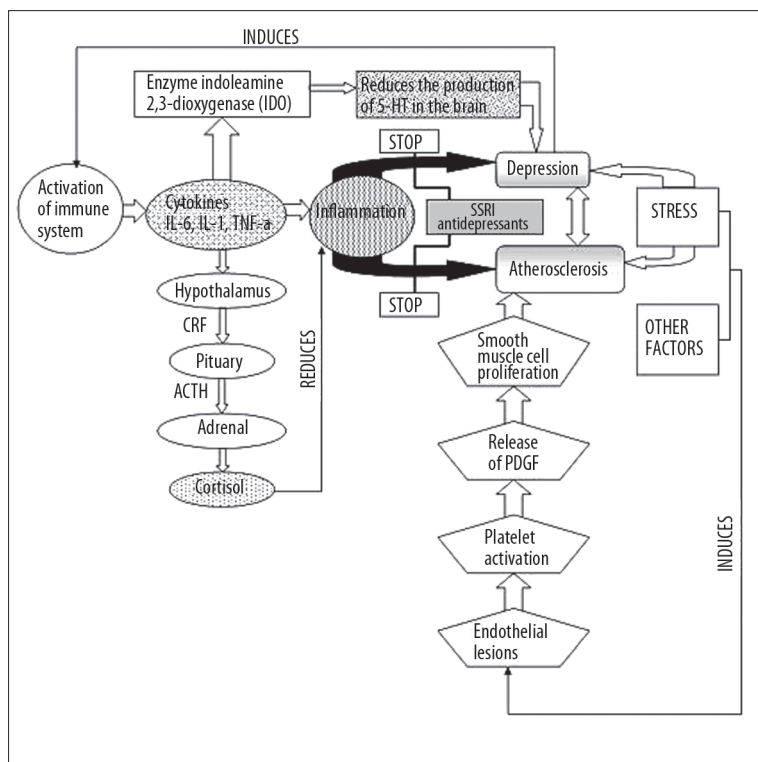 INDUCES
Enzyme indoleamine
2,3-dioxygenase (IDO)
Reduces the production
of 5-HT in the brain
STOP
Depression
Activation
of immune
system
Cytokines
IL-6, IL-1, TNF-a
Inflammation
SSRI
antidepressants
STRESS
Atherosclerosis
STOP
Hypothalamus
CRF
Pituary
ACTH
Adrenal
Cortisol
REDUCES
OTHER
FACTORS
Smooth
muscle cell
proliferation
Release
of PDGF
Platelet
activation
Endothelial
lesions
INDUCES